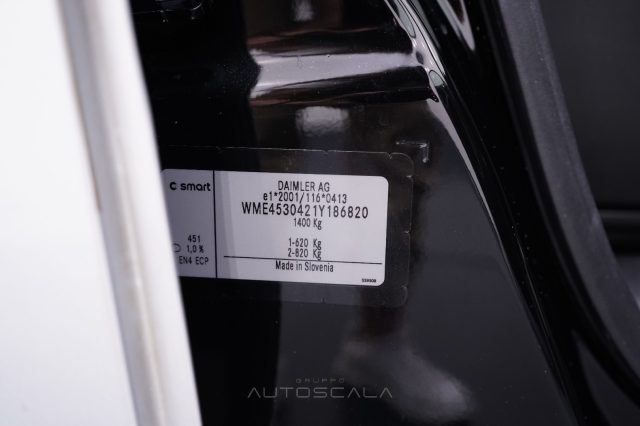 smart
DAIMLER AG
e1*2001/116*0413
WME4530421Y186820
1400 Kg
451
1,0 %
EN4 ECP
1-620 Kg
2-820 Kg
Made in Slovenia
GRUPPO
AUTOSCALA